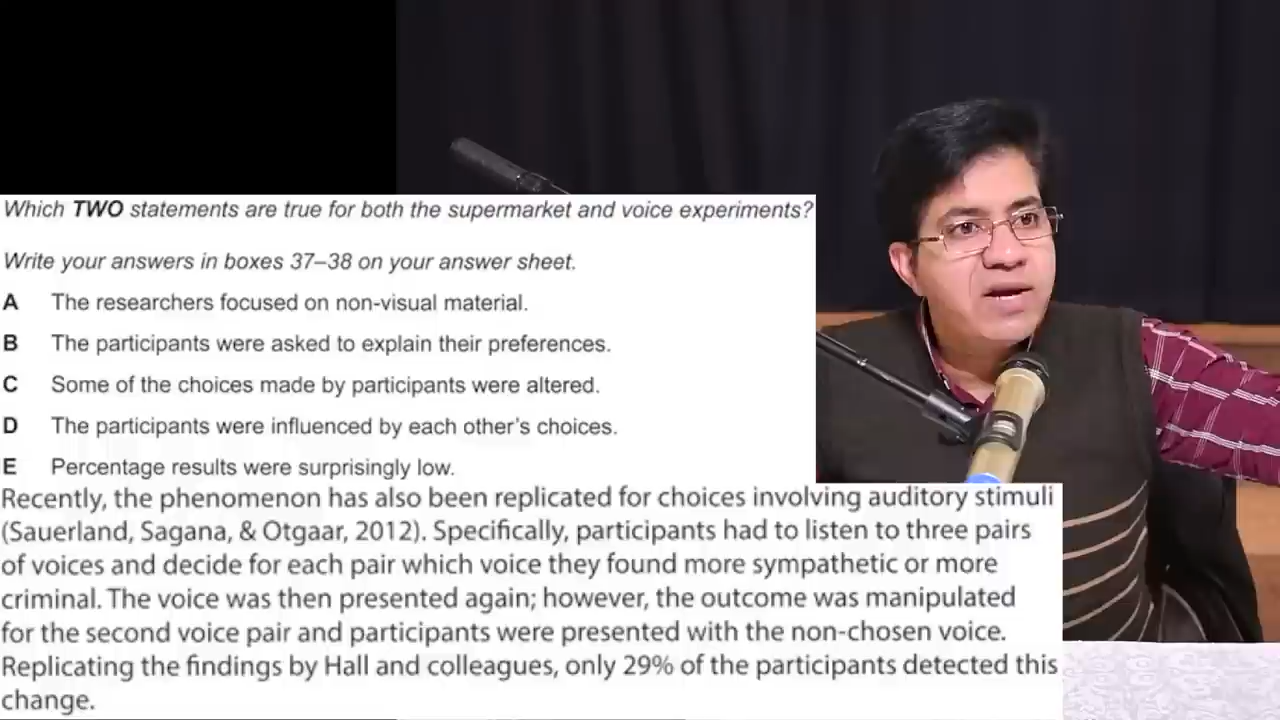 Which TWO statements are true for both the supermarket and voice experiments?
Write your answers in boxes 37–38 on your answer sheet.
A The researchers focused on non-visual material.
B The participants were asked to explain their preferences.
C Some of the choices made by participants were altered.
D The participants were influenced by each other's choices.
E Percentage results were surprisingly low.
Recently, the phenomenon has also been replicated for choices involving auditory stimuli
(Sauerland, Sagana, & Otgaar, 2012). Specifically, participants had to listen to three pairs
of voices and decide for each pair which voice they found more sympathetic or more
criminal. The voice was then presented again; however, the outcome was manipulated
for the second voice pair and participants were presented with the non-chosen voice.
Replicating the findings by Hall and colleagues, only 29% of the participants detected this
change.